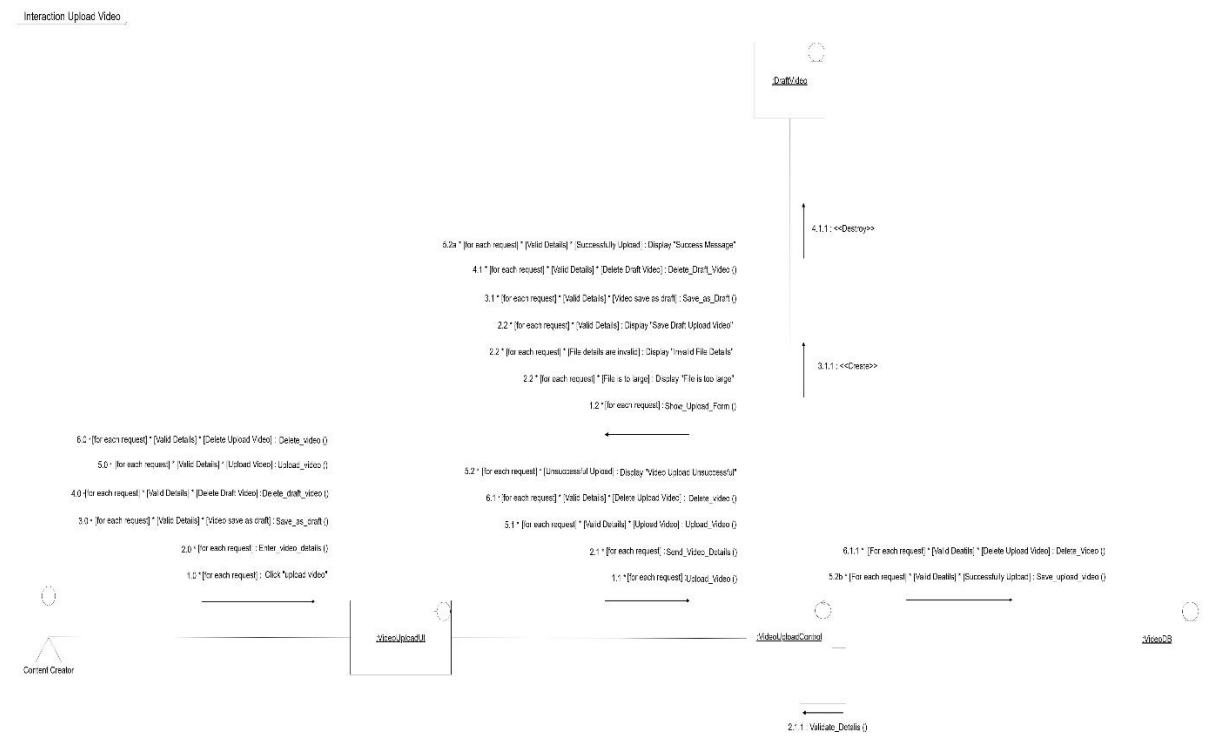 Interaction Upload Video
:DraftVideo
4.1.1 : <<Destroy>>
5.2a * [for each request] * [Valid Details] * [Successfully Upload] : Display "Success Message"
4.1 * [for each request] * [Valid Details] * [Delete Draft Video] : Delete_Draft_Video ()
3.1 * [for each request] * [Valid Details] * [Video save as draft] : Save_as_Draft ()
2.2 * [for each request] * [Valid Details] : Display "Save Draft Upload Video"
2.2 * [for each request] * [File details are invalid] : Display "Invalid File Details"
3.1.1 : <<Create>>
2.2 * [for each request] * [File is to large] : Display "File is too large"
1.2 * [for each request] : Show_Upload_Form ()
6.0 * [for each request] * [Valid Details] * [Delete Upload Video] : Delete_video ()
5.0 * [for each request] * [Valid Details] * [Upload Video] : Upload_video ()
4.0 * [for each request] * [Valid Details] * [Delete Draft Video] : Delete_draft_video ()
3.0 * [for each request] * [Valid Details] * [Video save as draft] : Save_as_draft ()
2.0 * [for each request] : Enter_video_details ()
1.0 * [for each request] : Click "upload video"
5.2 * [for each request] * [Unsuccessful Upload] : Display "Video Upload Unsuccessful"
6.1 * [for each request] * [Valid Details] * [Delete Upload Video] : Delete_video ()
5.1 * [for each request] * [Valid Details] * [Upload Video] : Upload_Video ()
2.1 * [for each request] : Send_Video_Details ()
1.1 * [for each request] : Upload_Video ()
6.1.1 * [For each request] * [Valid Deatils] * [Delete Upload Video] : Delete_Video ()
5.2b * [For each request] * [Valid Deatils] * [Successfully Upload] : Save_upload_video ()
Content Creator
:VideoUploadUI
:VideoUploadControl
:VideoDB
2.1.1 : Validate_Details ()